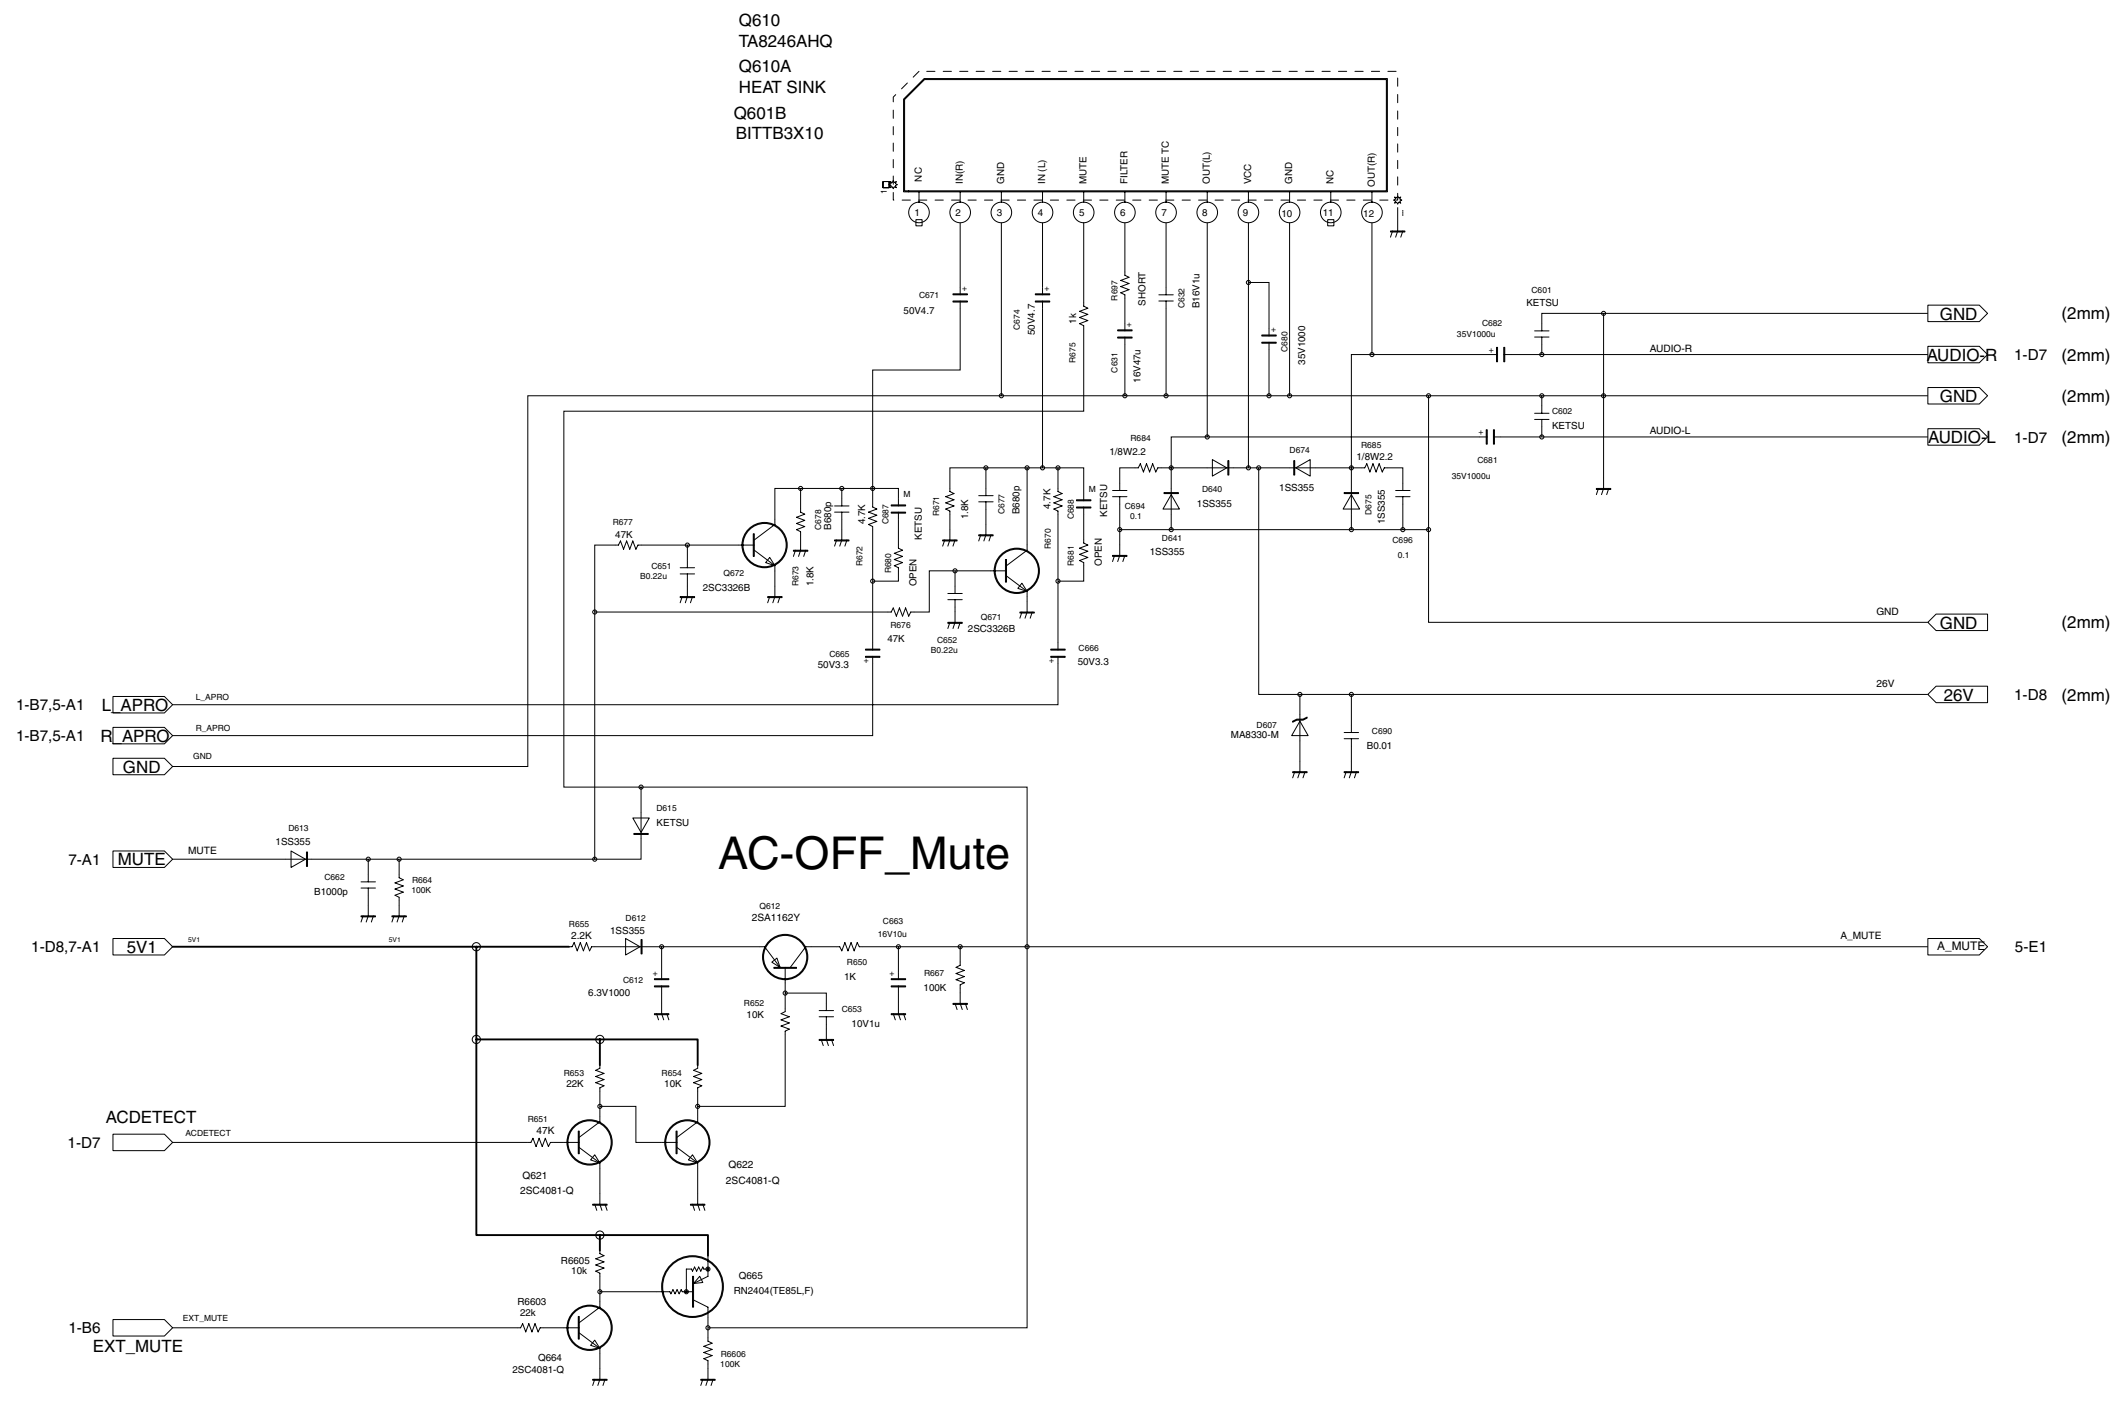 Q610
TA8246AHQ
Q610A
HEAT SINK
Q601B
BITTB3X10
NC
IN(R)
GND
IN (L)
MUTE
FILTER
MUTE TC
OUT(L)
VCC
GND
NC
OUT(R)
1
2
3
4
5
6
7
8
9
10
11
12
1
1
C671
50V4.7
C674
50V4.7
1k
R675
R697
SHORT
C631
16V47u
C632
B16V1u
C680
35V1000
C601
KETSU
C682
35V1000u
GND
(2mm)
AUDIO-R
AUDIO-R
1-D7
(2mm)
GND
(2mm)
C602
KETSU
AUDIO-L
AUDIO-L
1-D7
(2mm)
C681
35V1000u
R684
1/8W2.2
D674
1SS355
R685
1/8W2.2
D640
1SS355
C694
0.1
D641
1SS355
D675
1SS355
C696
0.1
R677
47K
C651
B0.22u
Q672
2SC3326B
R673
1.8K
C678
B680p
4.7K
R672
C687
M
KETSU
R680
OPEN
R671
1.8K
C677
B680p
4.7K
R670
C688
M
KETSU
R681
OPEN
R676
47K
C652
B0.22u
Q671
2SC3326B
C665
50V3.3
C666
50V3.3
GND
GND
(2mm)
26V
26V
1-D8
(2mm)
D607
MA8330-M
C690
B0.01
1-B7,5-A1
L_APRO
L_APRO
1-B7,5-A1
R_APRO
R_APRO
GND
GND
D615
KETSU
AC-OFF_Mute
7-A1
MUTE
MUTE
D613
1SS355
C662
B1000p
R664
100K
1-D8,7-A1
5V1
5V1
5V1
R655
2.2K
D612
1SS355
C612
6.3V1000
Q612
2SA1162Y
R652
10K
C653
10V1u
R650
1K
C663
16V10u
R667
100K
A_MUTE
A_MUTE
5-E1
R653
22K
R654
10K
ACDETECT
1-D7
ACDETECT
R651
47K
Q621
2SC4081-Q
Q622
2SC4081-Q
R6605
10k
Q665
RN2404(TE85L,F)
1-B6
EXT_MUTE
EXT_MUTE
R6603
22k
Q664
2SC4081-Q
R6606
100K